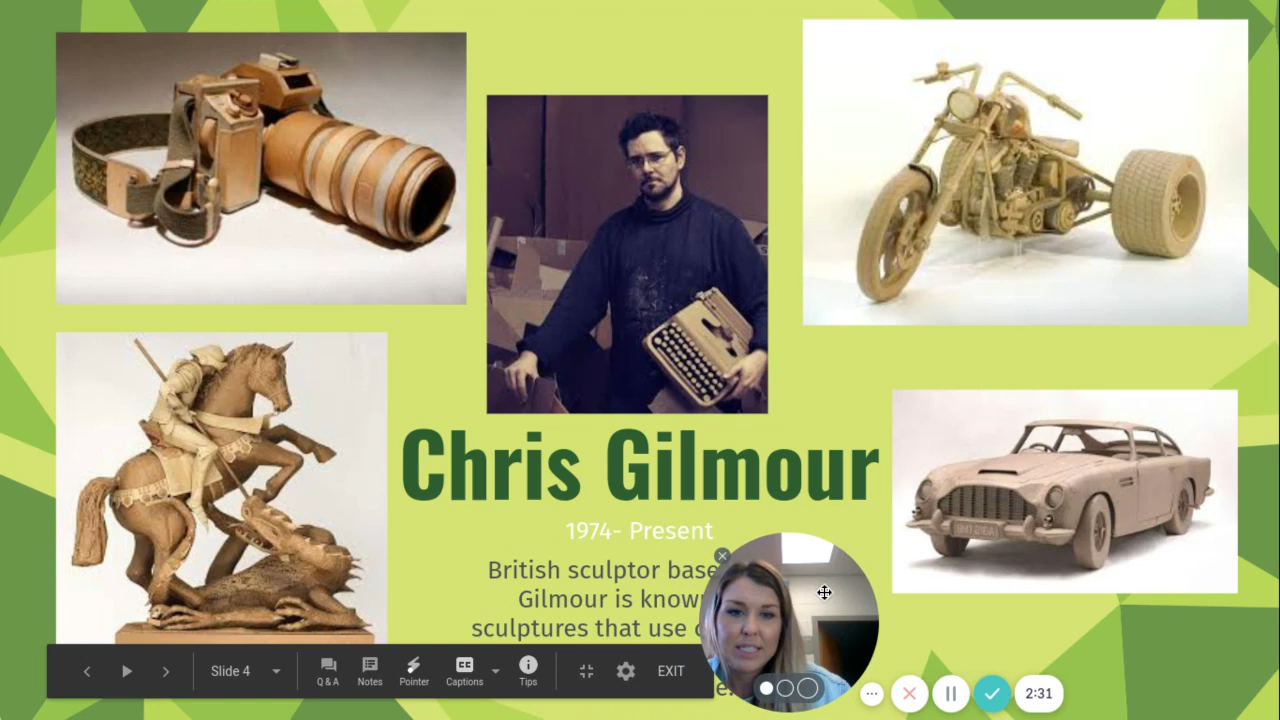 Chris Gilmour
1974- Present
British sculptor base
Gilmour is know
sculptures that use
Slide 4
Q & A
Notes
Pointer
Captions
Tips
EXIT
2:31